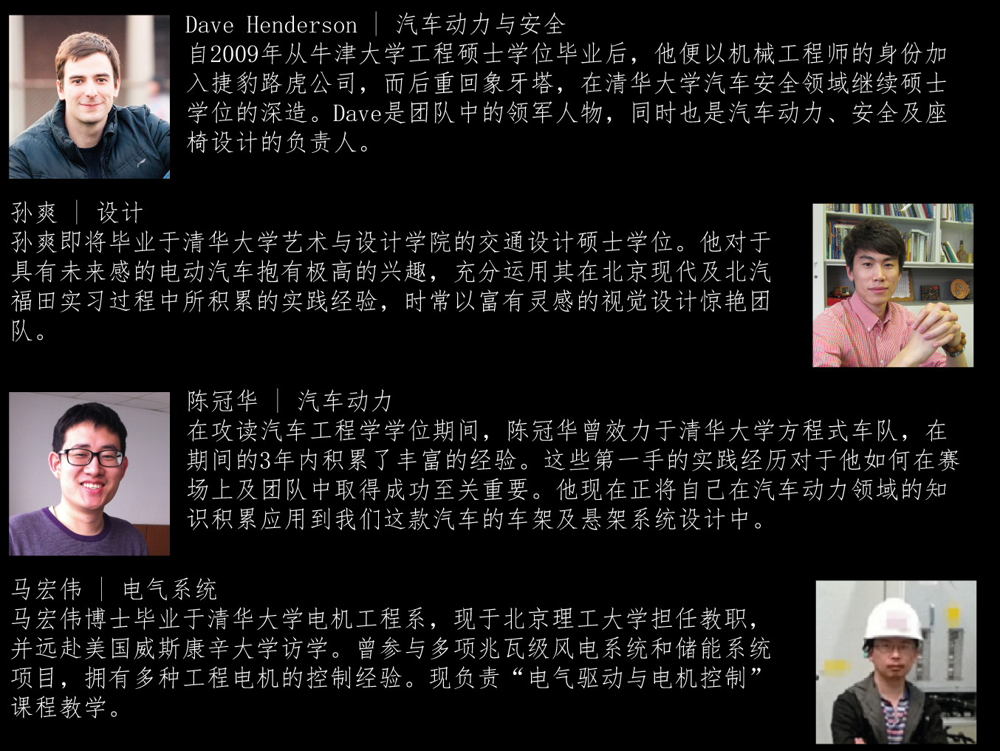 Dave Henderson | 汽车动力与安全
自2009年从牛津大学工程硕士学位毕业后，他便以机械工程师的身份加
入捷豹路虎公司，而后重回象牙塔，在清华大学汽车安全领域继续硕士
学位的深造。Dave是团队中的领军人物，同时也是汽车动力、安全及座
椅设计的负责人。
孙爽 | 设计
孙爽即将毕业于清华大学艺术与设计学院的交通设计硕士学位。他对于
具有未来感的电动汽车抱有极高的兴趣，充分运用其在北京现代及北汽
福田实习过程中所积累的实践经验，时常以富有灵感的视觉设计惊艳团
队。
陈冠华 | 汽车动力
在攻读汽车工程学学位期间，陈冠华曾效力于清华大学方程式车队，在
期间的3年内积累了丰富的经验。这些第一手的实践经历对于他如何在赛
场上及团队中取得成功至关重要。他现在正将自己在汽车动力领域的知
识积累应用到我们这款汽车的车架及悬架系统设计中。
马宏伟 | 电气系统
马宏伟博士毕业于清华大学电机工程系，现于北京理工大学担任教职，
并远赴美国威斯康辛大学访学。曾参与多项兆瓦级风电系统和储能系统
项目，拥有多种工程电机的控制经验。现负责“电气驱动与电机控制”
课程教学。